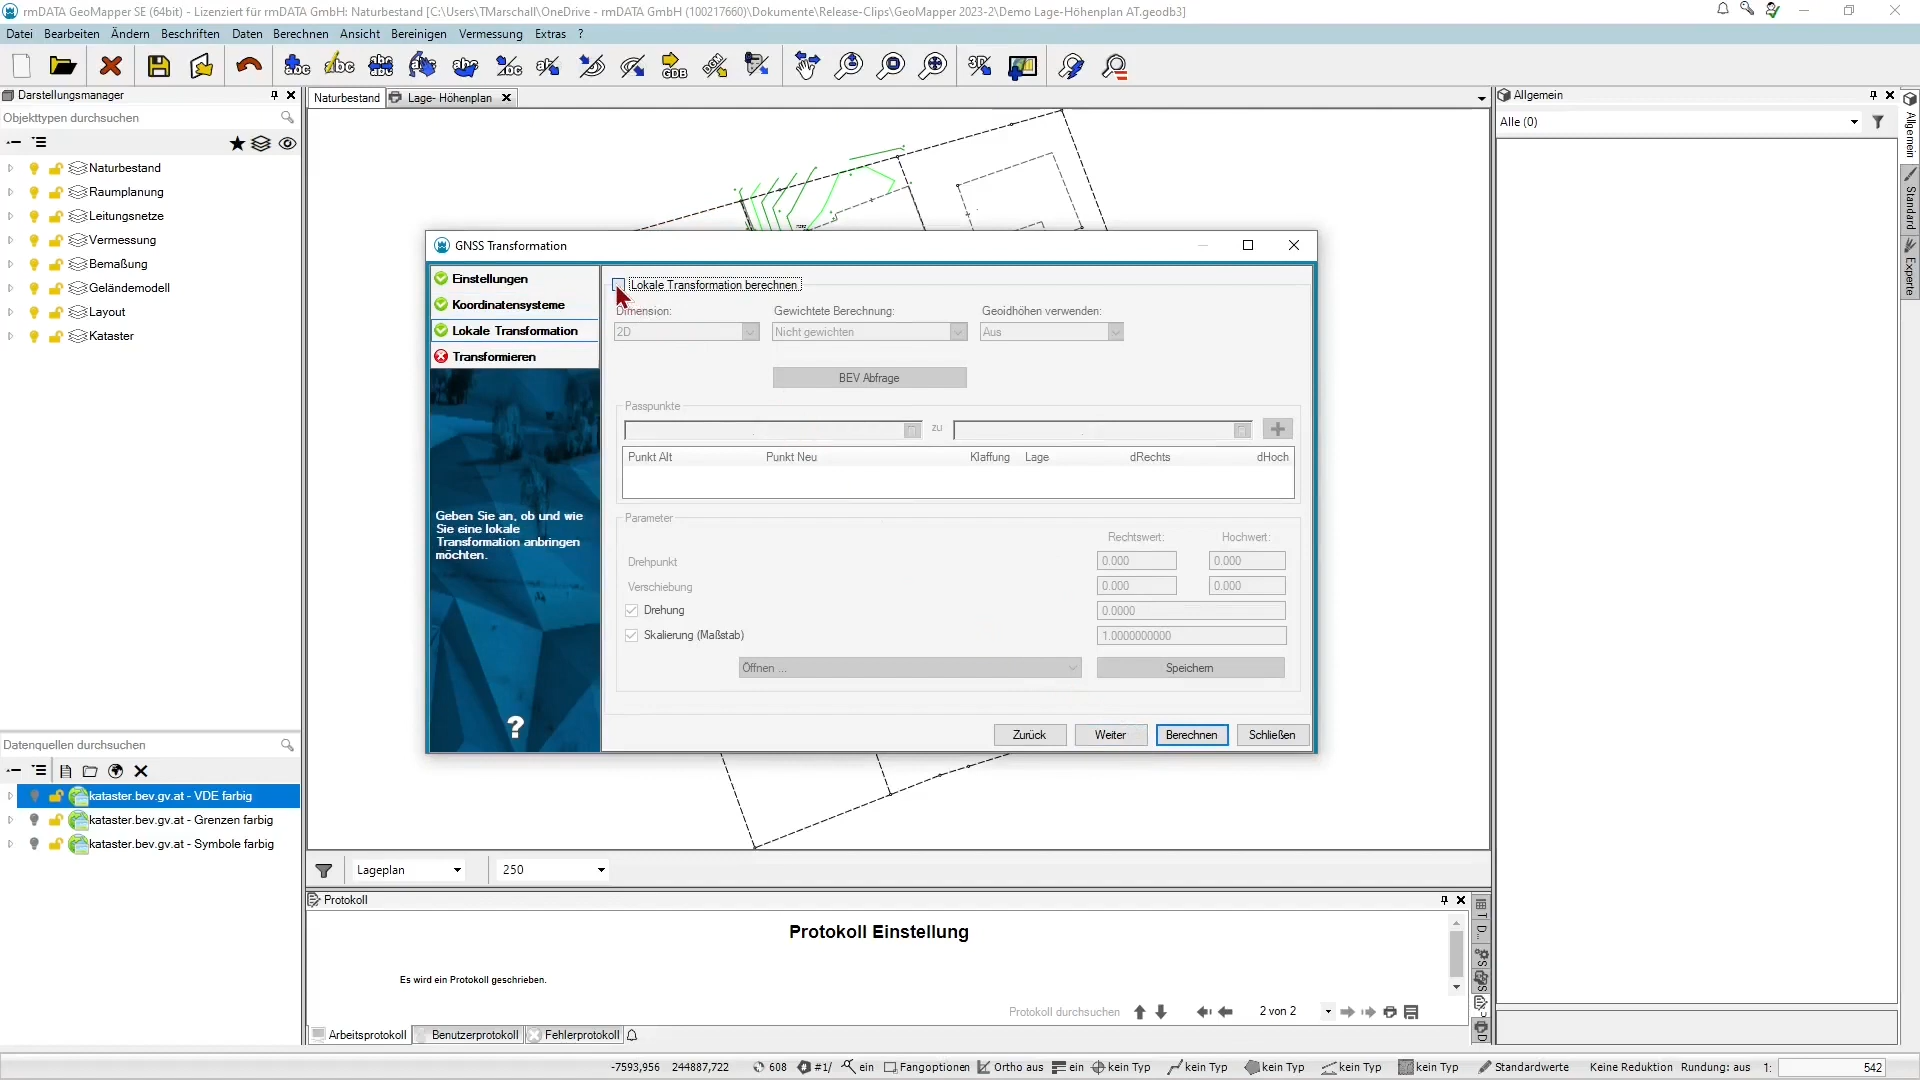 rmDATA GeoMapper SE (64bit) - Lizenziert für rmDATA GmbH: Naturbestand [C:\Users\TMarschall\OneDrive - rmDATA GmbH (100217660)\Dokumente\Release-Clips\GeoMapper 2023-2\Demo Lage-Höhenplan AT.geodb3]
Datei Bearbeiten Ändern Beschriften Daten Berechnen Ansicht Bereinigen Vermessung Extras ?
Darstellungsmanager
Objekttypen durchsuchen
Naturbestand
Raumplanung
Leitungsnetze
Vermessung
Bemaßung
Geländemodell
Layout
Kataster
Datenquellen durchsuchen
kataster.bev.gv.at - VDE farbig
kataster.bev.gv.at - Grenzen farbig
kataster.bev.gv.at - Symbole farbig
Naturbestand Lage- Höhenplan
GNSS Transformation
Einstellungen
Koordinatensysteme
Lokale Transformation
Transformieren
Geben Sie an, ob und wie
Sie eine lokale
Transformation anbringen
möchten.
?
Lokale Transformation berechnen
Dimension: Gewichtete Berechnung: Geoidhöhen verwenden:
2D Nicht gewichten Aus
BEV Abfrage
Passpunkte
zu
Punkt Alt Punkt Neu Klaffung Lage dRechts dHoch
Parameter
Rechtswert: Hochwert:
Drehpunkt 0.000 0.000
Verschiebung 0.000 0.000
Drehung 0.0000
Skalierung (Maßstab) 1.0000000000
Öffnen ... Speichern
Zurück Weiter Berechnen Schließen
Lageplan 250
Protokoll
Protokoll Einstellung
Es wird ein Protokoll geschrieben.
Protokoll durchsuchen 2 von 2
Arbeitsprotokoll Benutzerprotokoll Fehlerprotokoll
Allgemein
Alle (0)
Allgemein
Standard
Experte
-7593,956 244887,722 608 #1/ ein Fangoptionen Ortho aus ein kein Typ kein Typ kein Typ kein Typ kein Typ Standardwerte Keine Reduktion Rundung: aus 1: 542